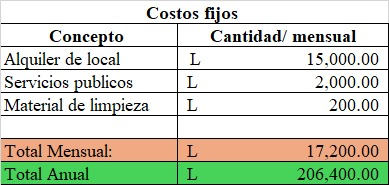 Costos fijos
Concepto Cantidad/ mensual
Alquiler de local L 15,000.00
Servicios publicos L 2,000.00
Material de limpieza L 200.00
Total Mensual: L 17,200.00
Total Anual L 206,400.00